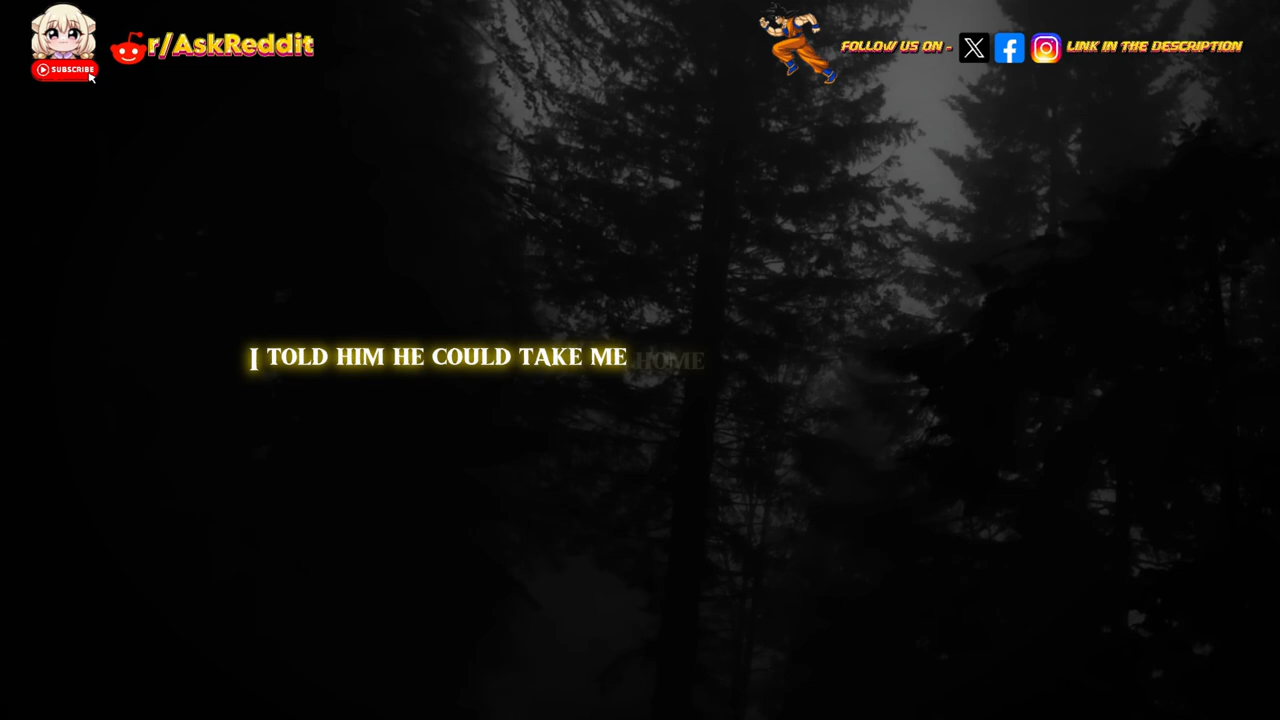 SUBSCRIBE
r/AskReddit
FOLLOW US ON -
LINK IN THE DESCRIPTION
I TOLD HIM HE COULD TAKE ME HOME